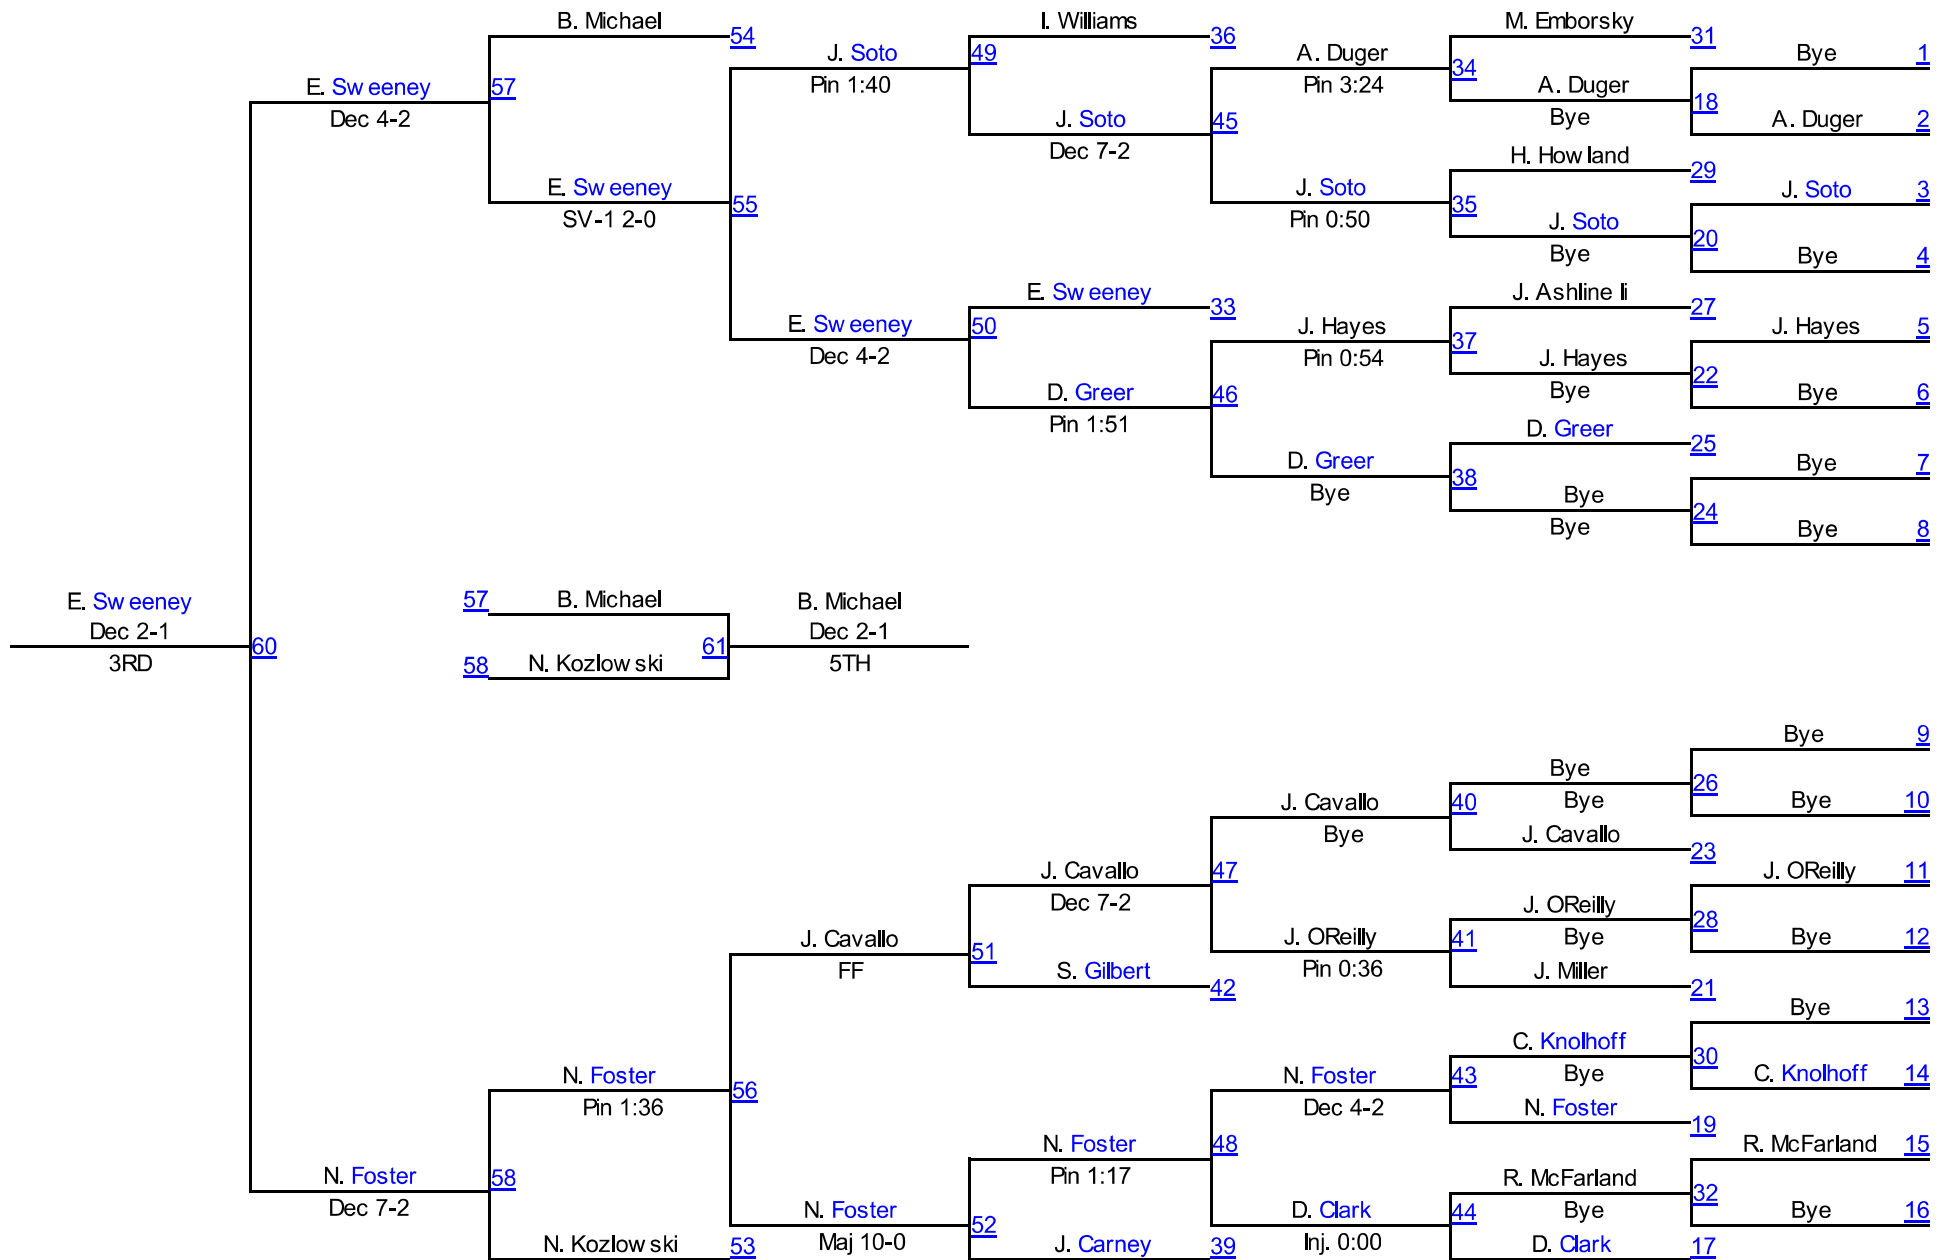 B. Michael
54
I. Williams
36
M. Emborsky
31
J. Soto
49
A. Duger
34
Bye
1
Pin 1:40
Pin 3:24
E. Sweeney
57
A. Duger
18
Dec 4-2
Bye
J. Soto
45
A. Duger
2
Dec 7-2
H. Howland
29
E. Sweeney
55
J. Soto
35
J. Soto
3
SV-1 2-0
Pin 0:50
J. Soto
20
Bye
Bye
4
E. Sweeney
33
J. Ashline Ii
27
E. Sweeney
50
J. Hayes
37
J. Hayes
5
Dec 4-2
Pin 0:54
J. Hayes
22
Bye
D. Greer
46
Bye
6
Pin 1:51
D. Greer
25
D. Greer
38
Bye
7
Bye
Bye
24
Bye
Bye
8
E. Sweeney
57
B. Michael
B. Michael
Dec 2-1
60
61
Dec 2-1
3RD
58
N. Kozlowski
5TH
Bye
9
Bye
26
Bye
Bye
10
J. Cavallo
40
Bye
J. Cavallo
23
J. Cavallo
47
J. OReilly
11
Dec 7-2
J. OReilly
28
Bye
J. Cavallo
51
J. OReilly
41
Bye
12
FF
Pin 0:36
S. Gilbert
42
J. Miller
21
Bye
13
C. Knolhoff
30
Bye
N. Foster
56
N. Foster
43
C. Knolhoff
14
Pin 1:36
Dec 4-2
N. Foster
19
N. Foster
48
R. McFarland
15
Pin 1:17
N. Foster
58
R. McFarland
32
Dec 7-2
Bye
N. Foster
52
D. Clark
44
Bye
16
Maj 10-0
Inj. 0:00
N. Kozlowski
53
J. Carney
39
D. Clark
17